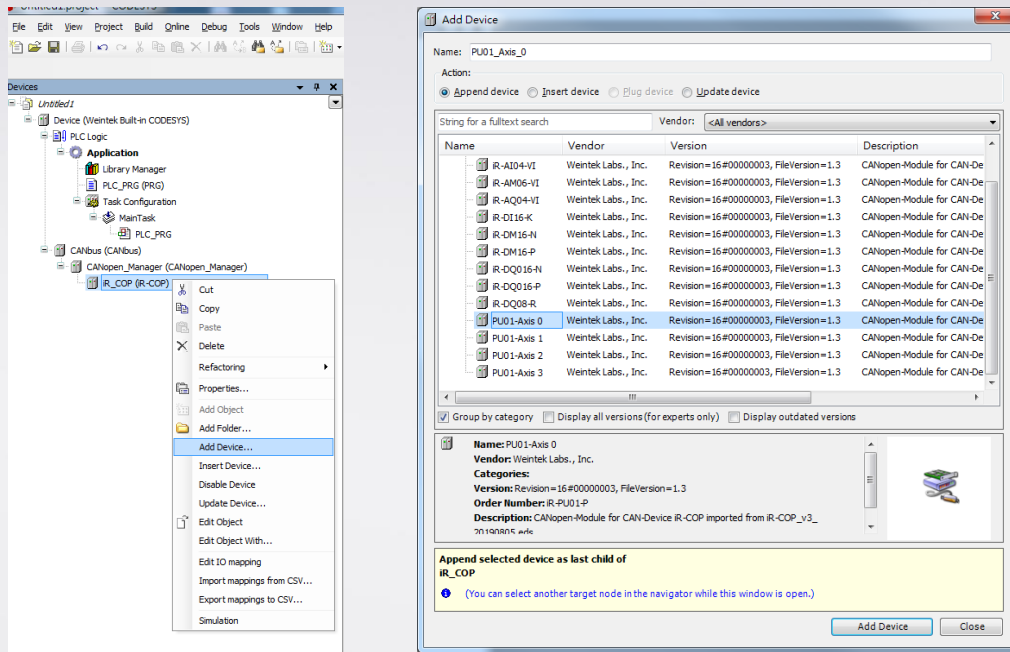 Untitled1.project - CODESYS
File Edit View Project Build Online Debug Tools Window Help
Devices
Untitled1
Device (Weintek Built-in CODESYS)
PLC Logic
Application
Library Manager
PLC_PRG (PRG)
Task Configuration
MainTask
PLC_PRG
CANbus (CANbus)
CANopen_Manager (CANopen_Manager)
iR_COP (iR-COP)
Cut
Copy
Paste
Delete
Refactoring
Properties...
Add Object
Add Folder...
Add Device...
Insert Device...
Disable Device
Update Device...
Edit Object
Edit Object With...
Edit IO mapping
Import mappings from CSV...
Export mappings to CSV...
Simulation
Add Device
Name: PU01_Axis_0
Action:
Append device Insert device Plug device Update device
String for a fulltext search Vendor: <All vendors>
Name Vendor Version Description
iR-AI04-VI Weintek Labs., Inc. Revision=16#00000003, FileVersion=1.3 CANopen-Module for CAN-De
iR-AM06-VI Weintek Labs., Inc. Revision=16#00000003, FileVersion=1.3 CANopen-Module for CAN-De
iR-AQ04-VI Weintek Labs., Inc. Revision=16#00000003, FileVersion=1.3 CANopen-Module for CAN-De
iR-DI16-K Weintek Labs., Inc. Revision=16#00000003, FileVersion=1.3 CANopen-Module for CAN-De
iR-DM16-N Weintek Labs., Inc. Revision=16#00000003, FileVersion=1.3 CANopen-Module for CAN-De
iR-DM16-P Weintek Labs., Inc. Revision=16#00000003, FileVersion=1.3 CANopen-Module for CAN-De
iR-DQ016-N Weintek Labs., Inc. Revision=16#00000003, FileVersion=1.3 CANopen-Module for CAN-De
iR-DQ016-P Weintek Labs., Inc. Revision=16#00000003, FileVersion=1.3 CANopen-Module for CAN-De
iR-DQ08-R Weintek Labs., Inc. Revision=16#00000003, FileVersion=1.3 CANopen-Module for CAN-De
PU01-Axis 0 Weintek Labs., Inc. Revision=16#00000003, FileVersion=1.3 CANopen-Module for CAN-De
PU01-Axis 1 Weintek Labs., Inc. Revision=16#00000003, FileVersion=1.3 CANopen-Module for CAN-De
PU01-Axis 2 Weintek Labs., Inc. Revision=16#00000003, FileVersion=1.3 CANopen-Module for CAN-De
PU01-Axis 3 Weintek Labs., Inc. Revision=16#00000003, FileVersion=1.3 CANopen-Module for CAN-De
Group by category Display all versions (for experts only) Display outdated versions
Name: PU01-Axis 0
Vendor: Weintek Labs., Inc.
Categories:
Version: Revision=16#00000003, FileVersion=1.3
Order Number: iR-PU01-P
Description: CANopen-Module for CAN-Device iR-COP imported from iR-COP_v3_
20190805.eds
Append selected device as last child of
iR_COP
(You can select another target node in the navigator while this window is open.)
Add Device Close